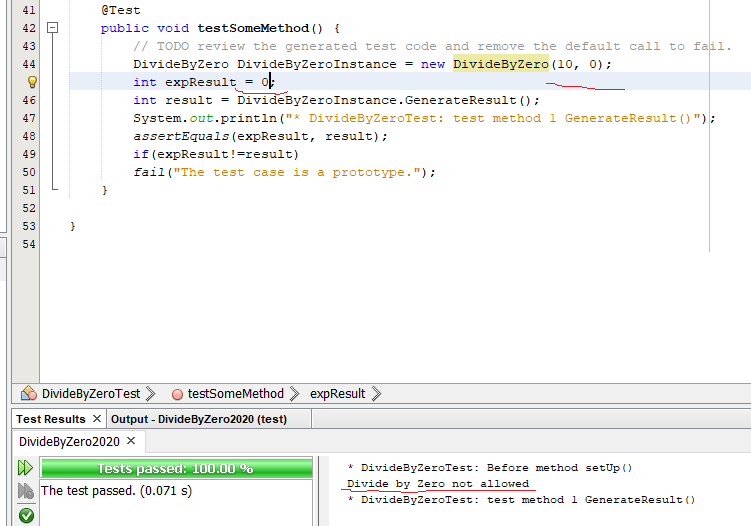 41 @Test
42 public void testSomeMethod() {
43 // TODO review the generated test code and remove the default call to fail.
44 DivideByZero DivideByZeroInstance = new DivideByZero(10, 0);
int expResult = 0;
46 int result = DivideByZeroInstance.GenerateResult();
47 System.out.println("* DivideByZeroTest: test method 1 GenerateResult()");
48 assertEquals(expResult, result);
49 if(expResult!=result)
50 fail("The test case is a prototype.");
51 }
52
53 }
54
DivideByZeroTest testSomeMethod expResult
Test Results Output - DivideByZero2020 (test)
DivideByZero2020
Tests passed: 100.00 %
The test passed. (0.071 s)
* DivideByZeroTest: Before method setUp()
Divide by Zero not allowed
* DivideByZeroTest: test method 1 GenerateResult()